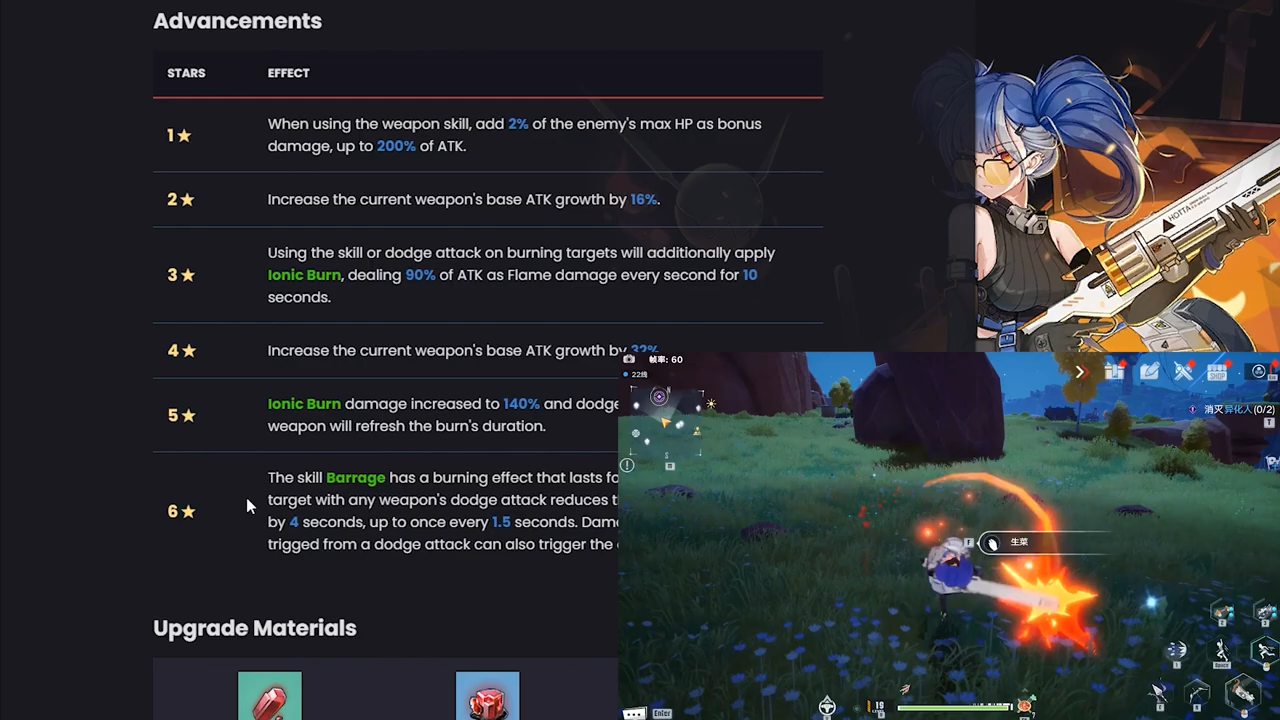 Advancements
STARS EFFECT
1★ When using the weapon skill, add 2% of the enemy's max HP as bonus
damage, up to 200% of ATK.
2★ Increase the current weapon's base ATK growth by 16%.
Using the skill or dodge attack on burning targets will additionally apply
3★ Ionic Burn, dealing 90% of ATK as Flame damage every second for 10
seconds.
4★ Increase the current weapon's base ATK growth by 32%.
5★ Ionic Burn damage increased to 140% and dodge
weapon will refresh the burn's duration.
The skill Barrage has a burning effect that lasts
target with any weapon's dodge attack reduces
6★ by 4 seconds, up to once every 1.5 seconds.
trigged from a dodge attack can also trigger the
Upgrade Materials
HOTTA
帧率: 60
22线
SHOP
消灭异化人(0/2)
T
F 生菜
Space
19
Enter